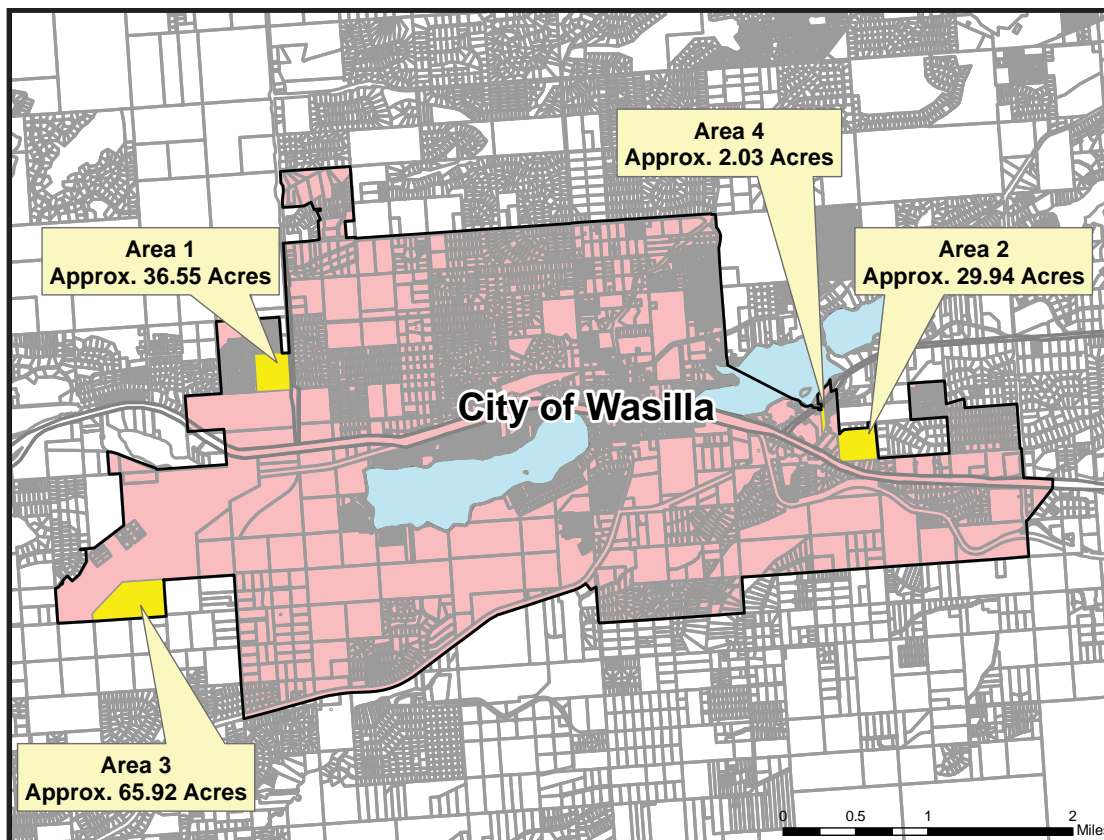 Area 4
Approx. 2.03 Acres
Area 1
Approx. 36.55 Acres
Area 2
Approx. 29.94 Acres
City of Wasilla
Area 3
Approx. 65.92 Acres
0 0.5 1 2
Miles